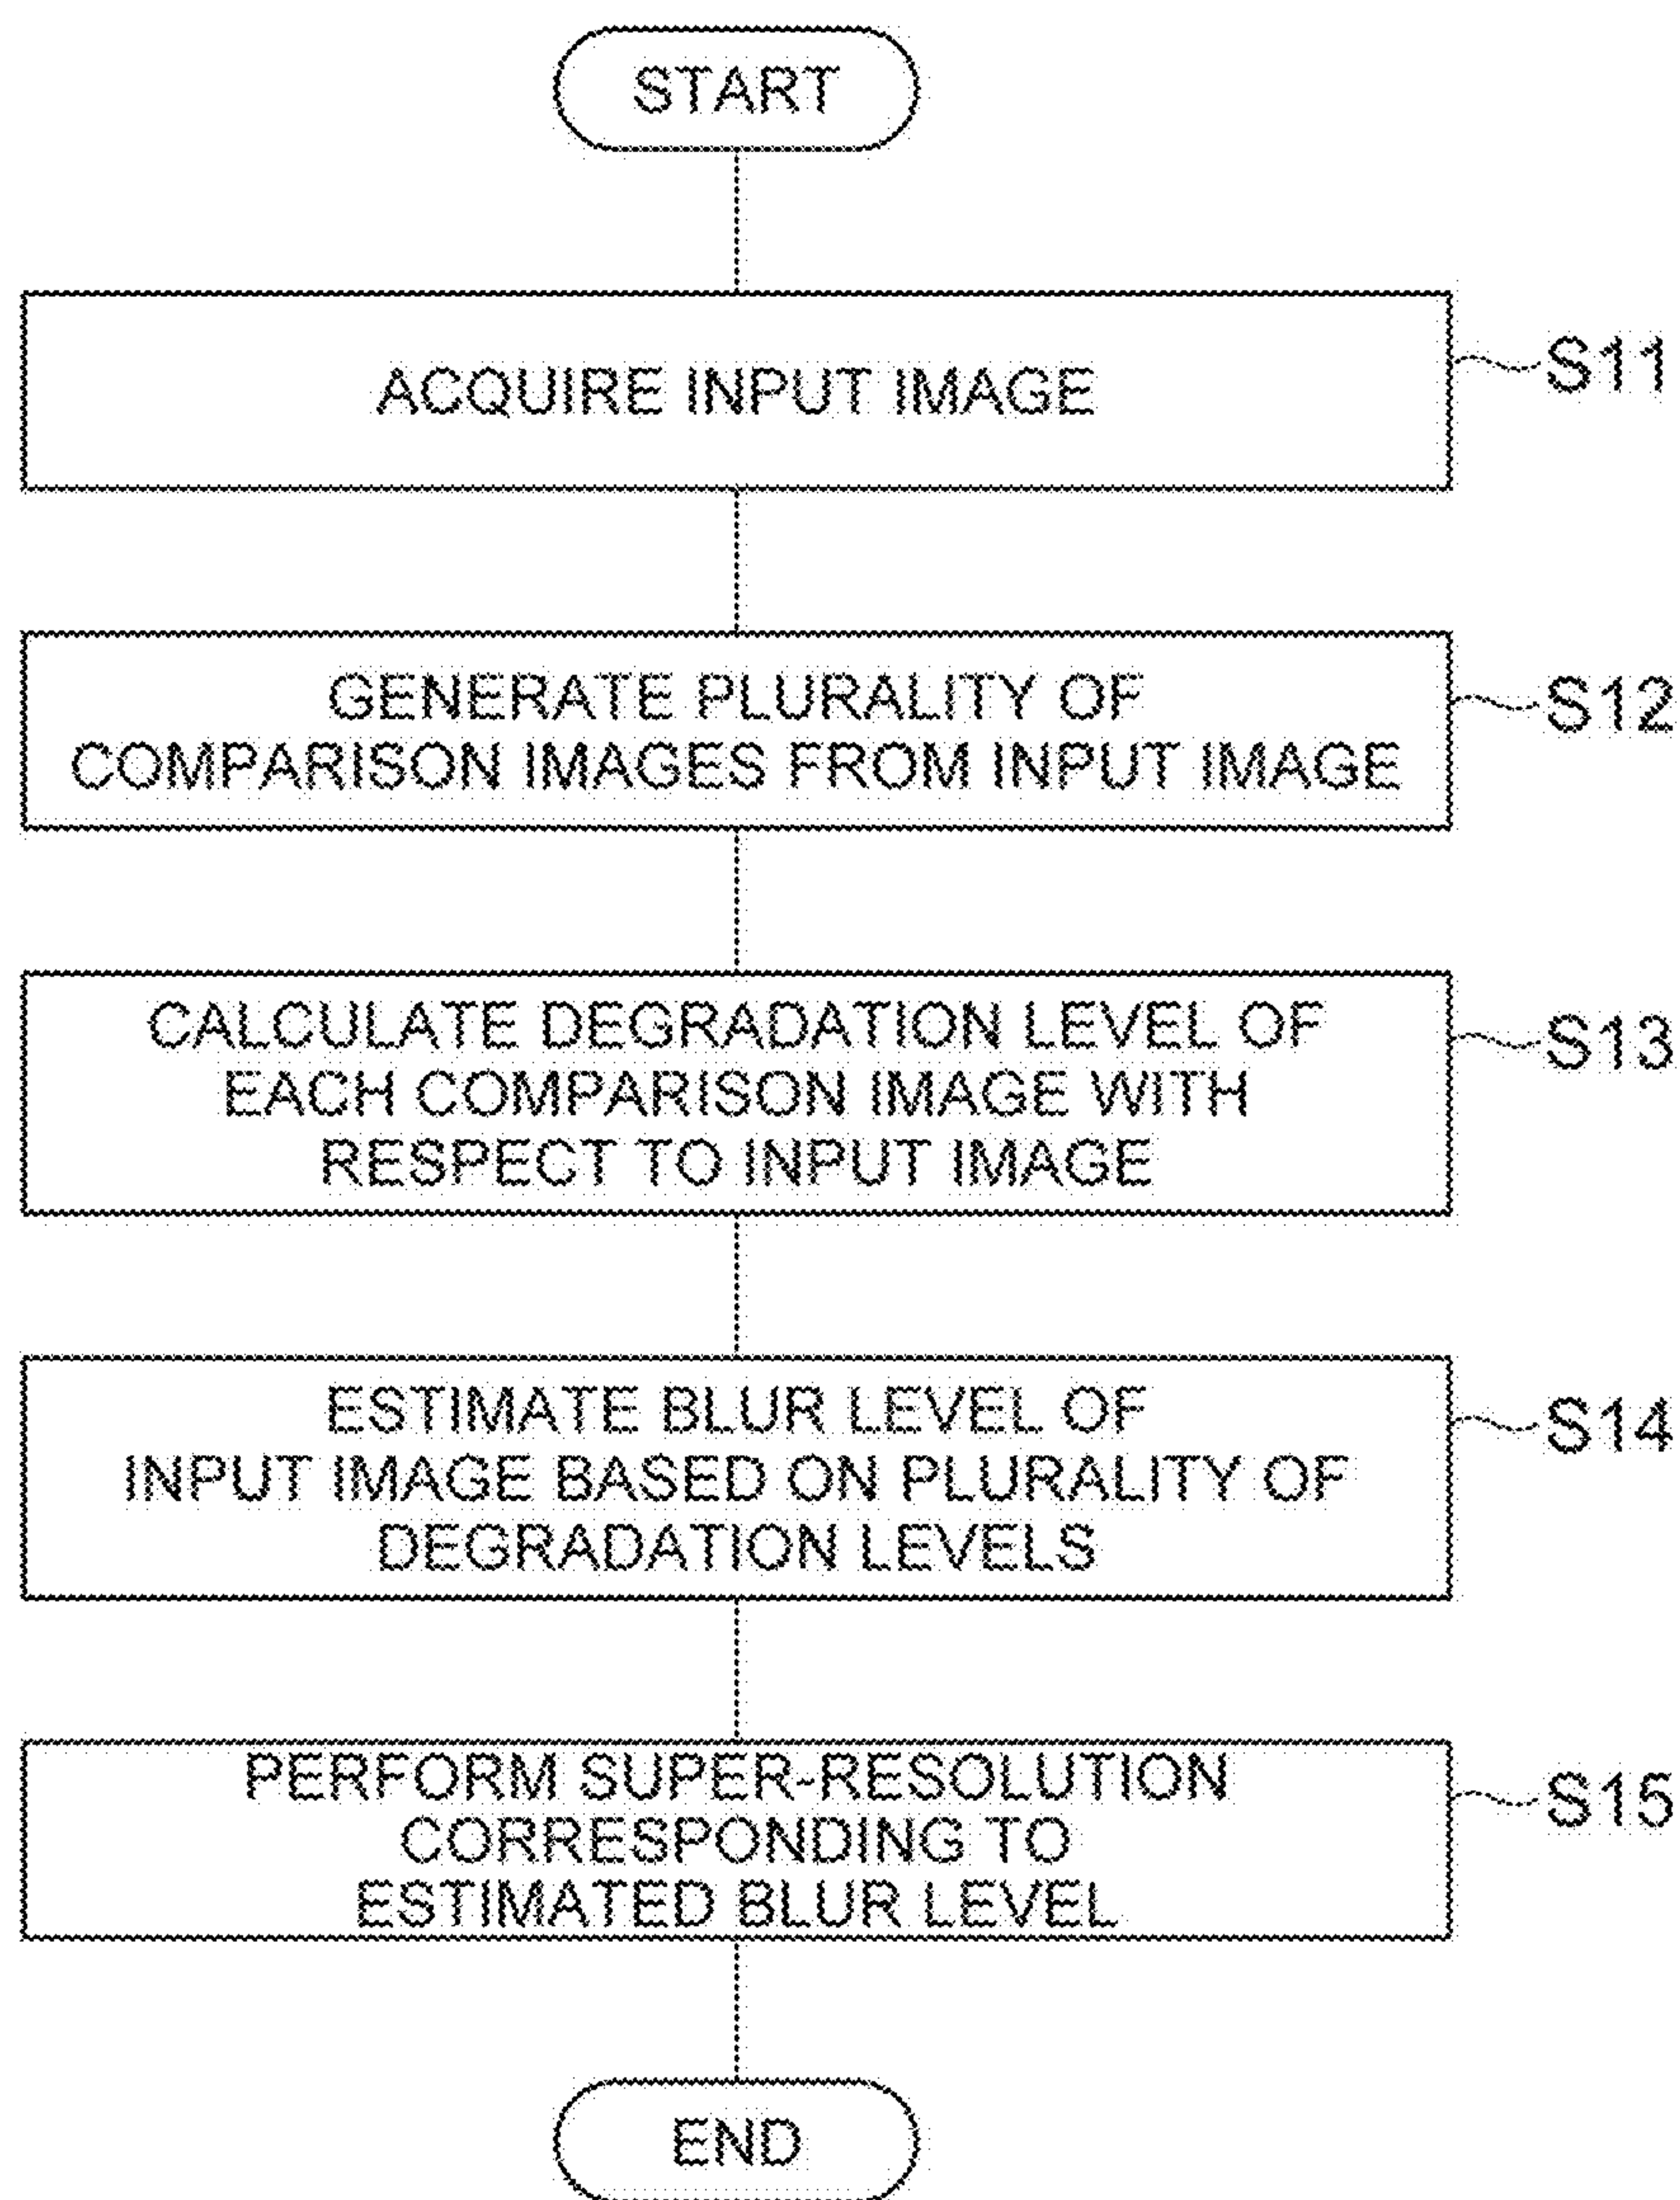 START
ACQUIRE INPUT IMAGE
S11
GENERATE PLURALITY OF
COMPARISON IMAGES FROM INPUT IMAGE
S12
CALCULATE DEGRADATION LEVEL OF
EACH COMPARISON IMAGE WITH
RESPECT TO INPUT IMAGE
S13
ESTIMATE BLUR LEVEL OF
INPUT IMAGE BASED ON PLURALITY OF
DEGRADATION LEVELS
S14
PERFORM SUPER-RESOLUTION
CORRESPONDING TO
ESTIMATED BLUR LEVEL
S15
END